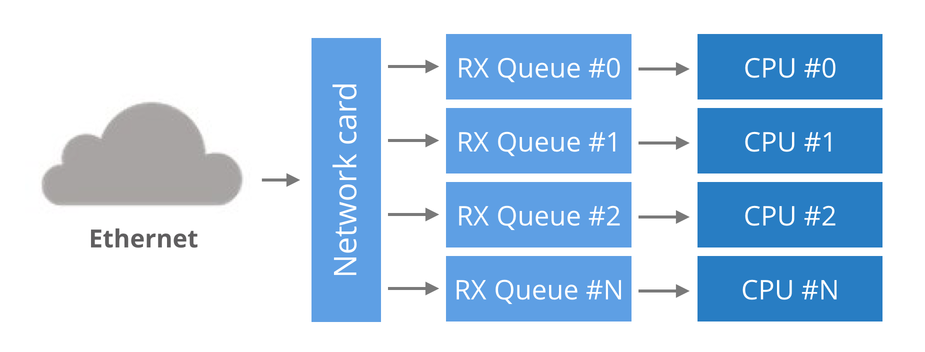 Ethernet
Network card
RX Queue #0
CPU #0
RX Queue #1
CPU #1
RX Queue #2
CPU #2
RX Queue #N
CPU #N